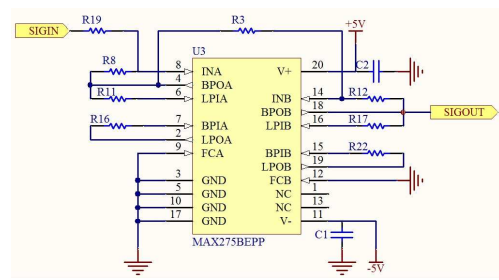 R19 R3 +5V
SIGIN
U3
R8 8 INA V+ 20 C2
4 BPOA
R11 6 LPIA INB 14 R12
BPOB 18 SIGOUT
R16 7 BPIA LPIB 16 R17
2 LPOA
9 FCA BPIB 15 R22
LPOB 19
3 GND FCB 12
5 GND NC 1
10 GND NC 13
17 GND V- 11
MAX275BEPP C1
-5V